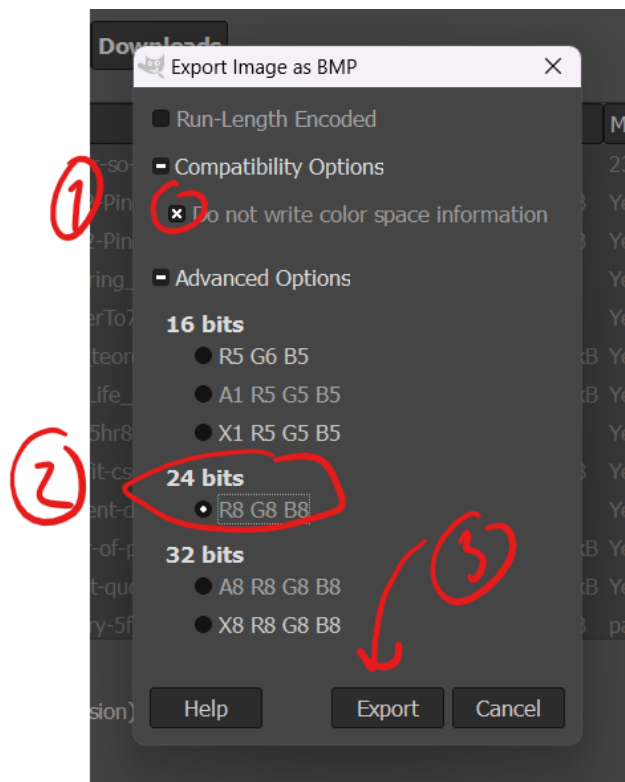 Downloads
Export Image as BMP
Run-Length Encoded
1
Compatibility Options
Do not write color space information
Advanced Options
16 bits
R5 G6 B5
A1 R5 G5 B5
X1 R5 G5 B5
2
24 bits
R8 G8 B8
3
32 bits
A8 R8 G8 B8
X8 R8 G8 B8
Help Export Cancel